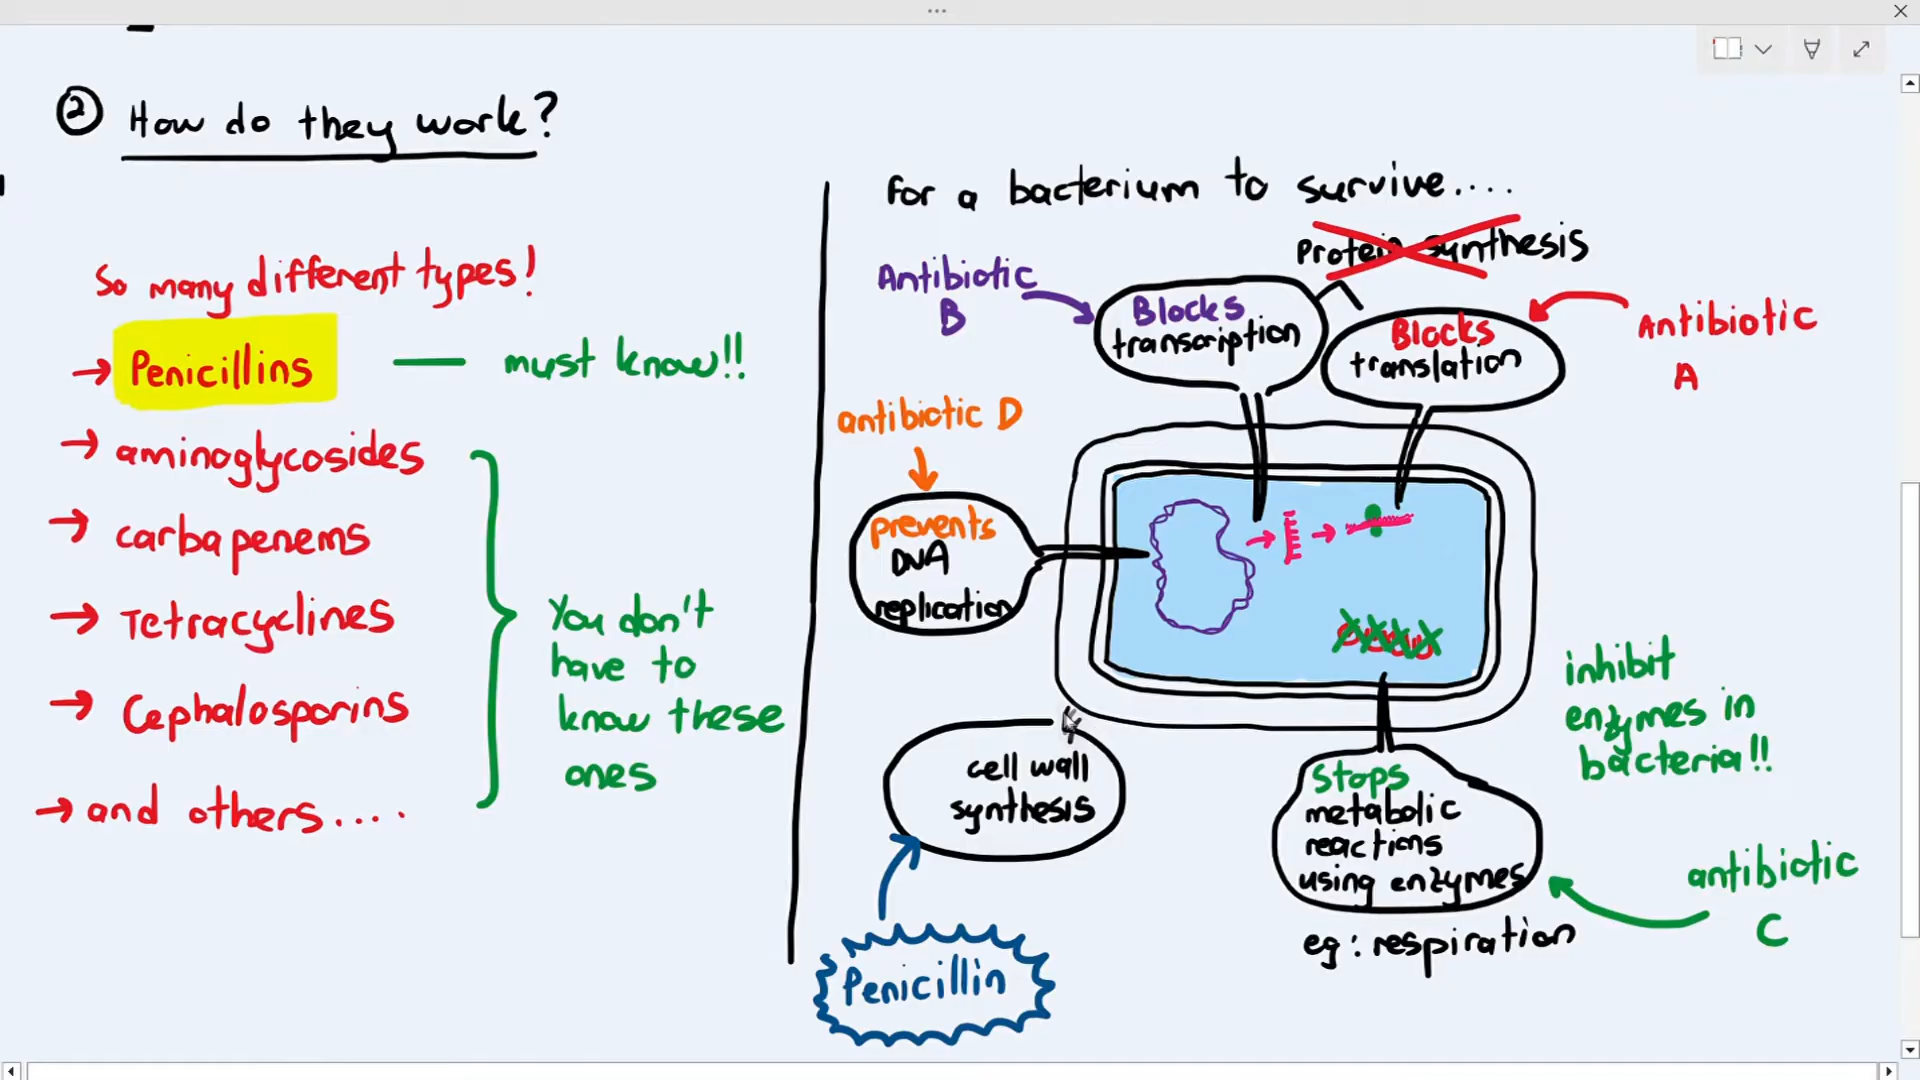 ② How do they work?
So many different types!
→ Penicillins — must know!!
→ aminoglycosides
→ carbapenems
→ Tetracyclines
→ Cephalosporins
→ and others....
You don't
have to
know these
ones
For a bacterium to survive....
Protein synthesis
Antibiotic
B
Blocks
transcription
Blocks
translation
Antibiotic
A
antibiotic D
prevents
DNA
replication
inhibit
enzymes in
bacteria!!
cell wall
synthesis
Stops
metabolic
reactions
using enzymes
eg: respiration
antibiotic
C
Penicillin